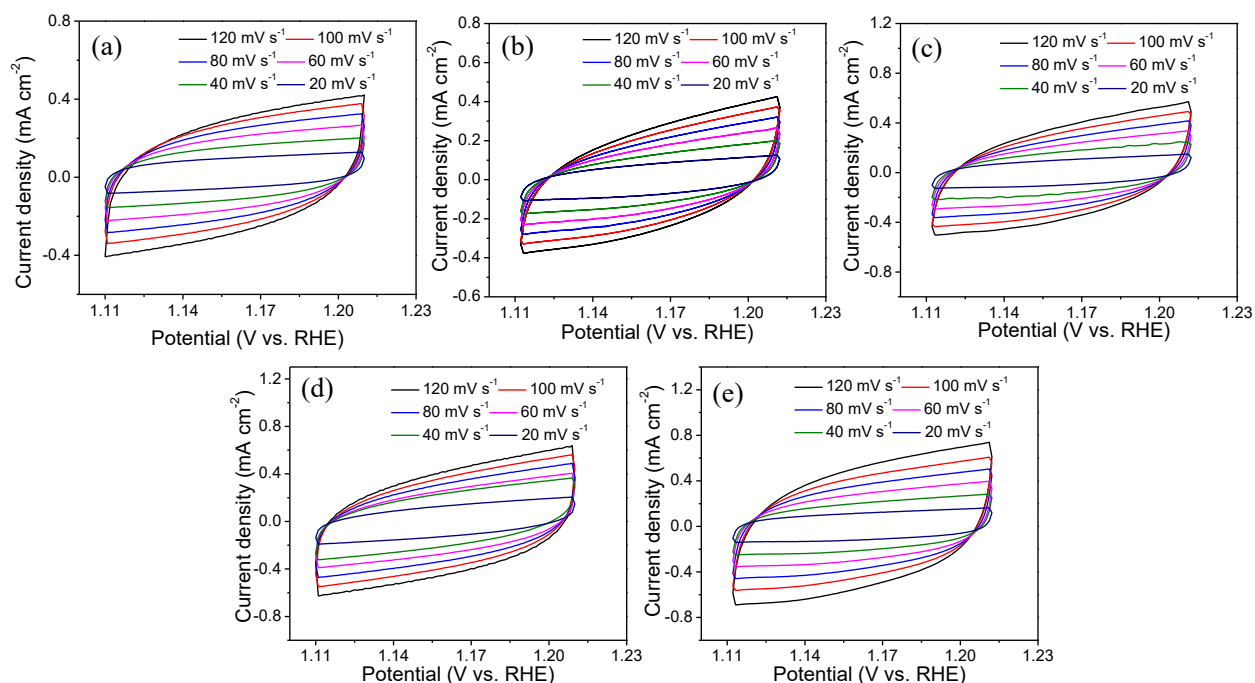 (a)
120 mV s⁻¹ 100 mV s⁻¹
80 mV s⁻¹ 60 mV s⁻¹
40 mV s⁻¹ 20 mV s⁻¹
0.8
0.4
0.0
-0.4
Current density (mA cm⁻²)
1.11 1.14 1.17 1.20 1.23
Potential (V vs. RHE)
(b)
120 mV s⁻¹ 100 mV s⁻¹
80 mV s⁻¹ 60 mV s⁻¹
40 mV s⁻¹ 20 mV s⁻¹
0.8
0.6
0.4
0.2
0.0
-0.2
-0.4
-0.6
Current density (mA cm⁻²)
1.11 1.14 1.17 1.20 1.23
Potential (V vs. RHE)
(c)
120 mV s⁻¹ 100 mV s⁻¹
80 mV s⁻¹ 60 mV s⁻¹
40 mV s⁻¹ 20 mV s⁻¹
1.2
0.8
0.4
0.0
-0.4
-0.8
Current density (mA cm⁻²)
1.11 1.14 1.17 1.20 1.23
Potential (V vs. RHE)
(d)
120 mV s⁻¹ 100 mV s⁻¹
80 mV s⁻¹ 60 mV s⁻¹
40 mV s⁻¹ 20 mV s⁻¹
1.2
0.8
0.4
0.0
-0.4
-0.8
Current density (mA cm⁻²)
1.11 1.14 1.17 1.20 1.23
Potential (V vs. RHE)
(e)
120 mV s⁻¹ 100 mV s⁻¹
80 mV s⁻¹ 60 mV s⁻¹
40 mV s⁻¹ 20 mV s⁻¹
1.2
0.8
0.4
0.0
-0.4
-0.8
Current density (mA cm⁻²)
1.11 1.14 1.17 1.20 1.23
Potential (V vs. RHE)